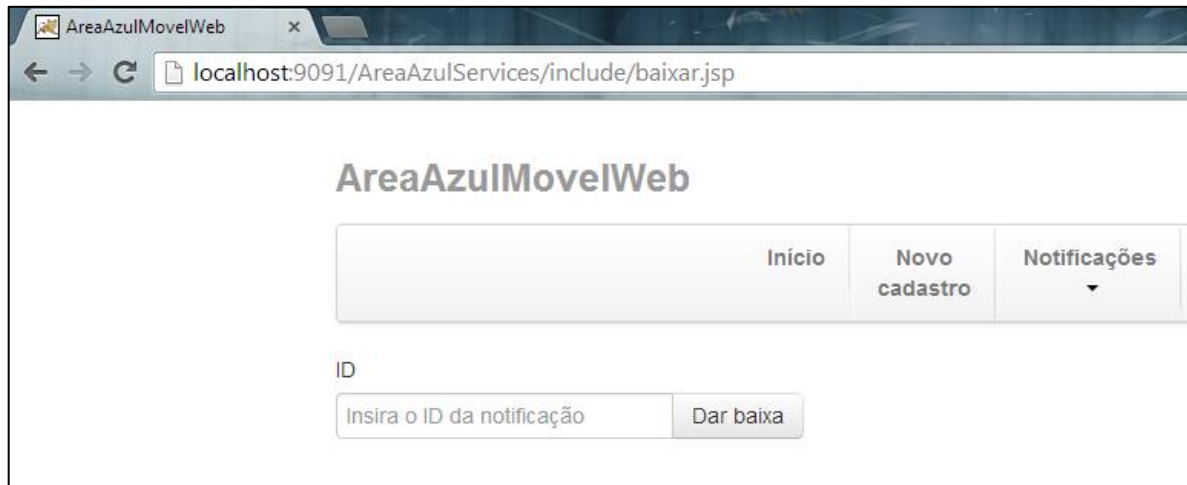 AreaAzulMovelWeb
localhost:9091/AreaAzulServices/include/baixar.jsp
AreaAzulMovelWeb
Início
Novo
cadastro
Notificações
ID
Insira o ID da notificação
Dar baixa